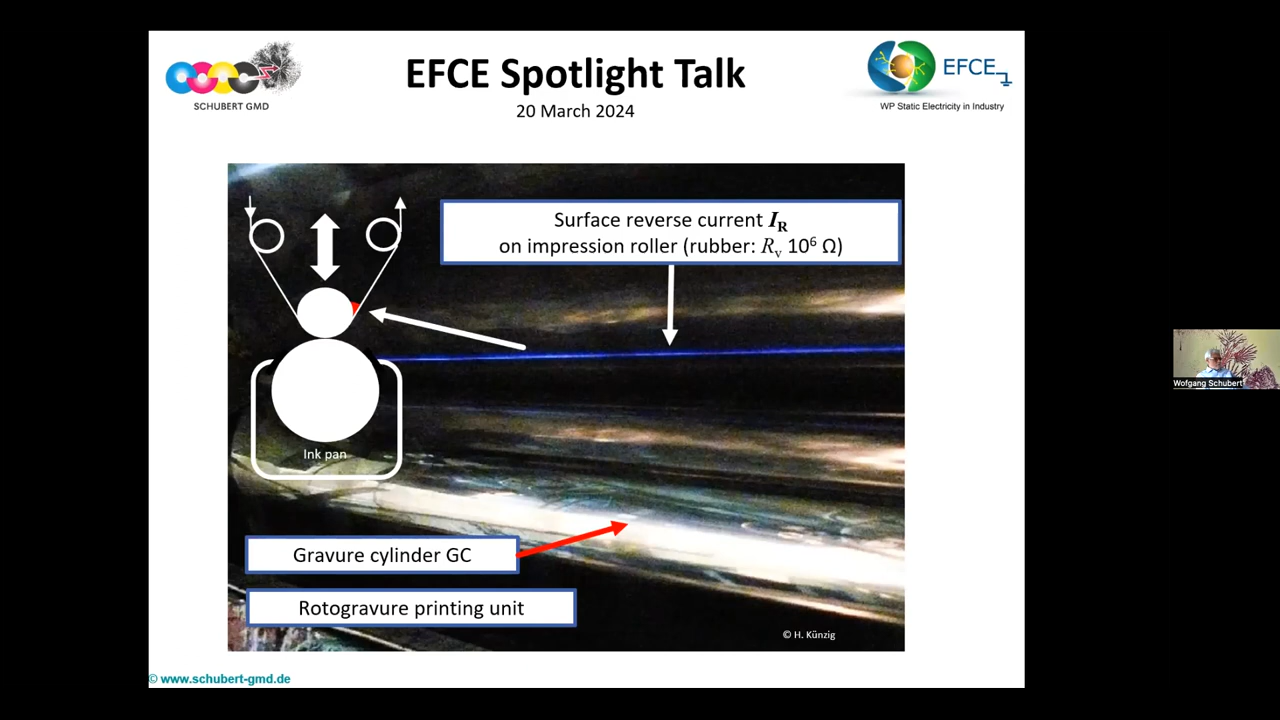 SCHUBERT GMD
EFCE Spotlight Talk
20 March 2024
EFCE
WP Static Electricity in Industry
Surface reverse current IR
on impression roller (rubber: Rv 10⁶ Ω)
Ink pan
Gravure cylinder GC
Rotogravure printing unit
© H. Künzig
© www.schubert-gmd.de
Wofgang Schubert